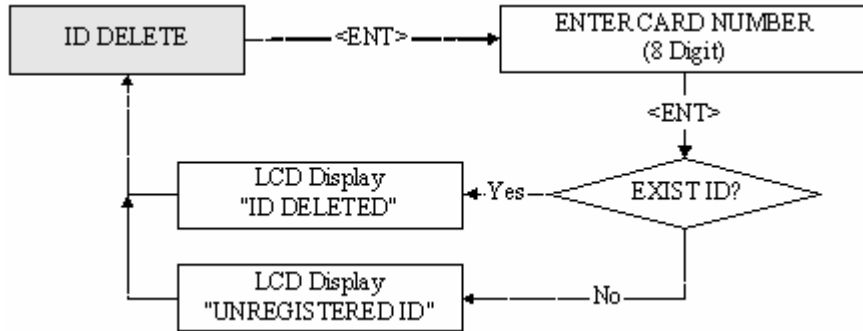 ID DELETE
<ENT>
ENTER CARD NUMBER
(8 Digit)
<ENT>
EXIST ID?
Yes
LCD Display
"ID DELETED"
No
LCD Display
"UNREGISTERED ID"